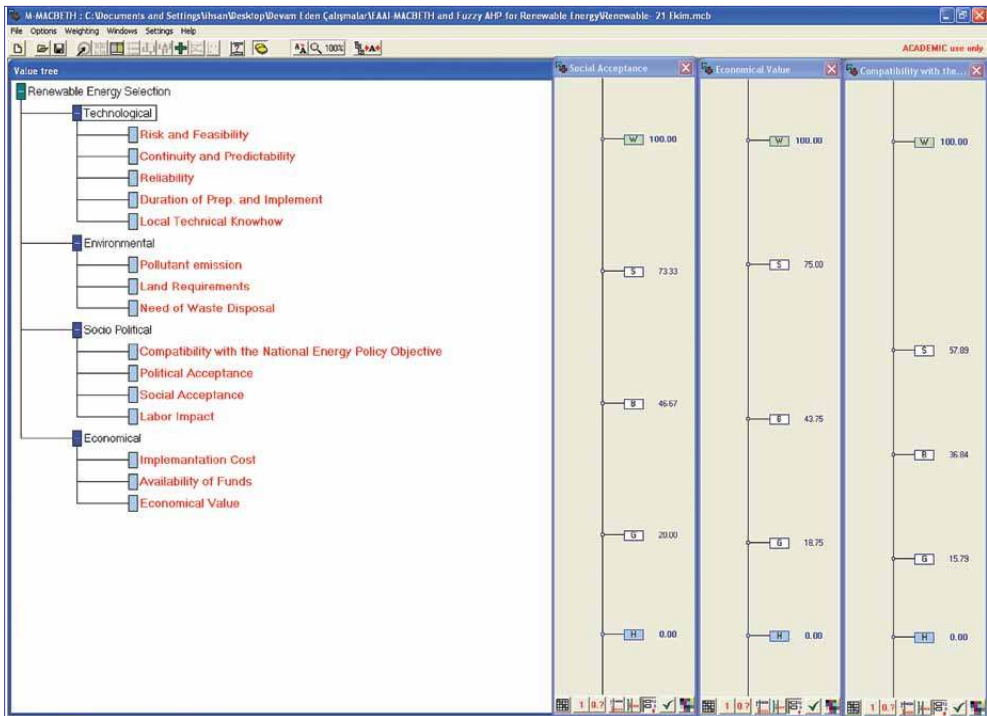 M-MACBETH : C:\Documents and Settings\ihsan\Desktop\Devam Eden Çalışmalar\EAAI-MACBETH and Fuzzy AHP for Renewable Energy\Renewable- 21 Ekim.mcb
File Options Weighting Windows Settings Help
100%
ACADEMIC use only
Value tree
Renewable Energy Selection
Technological
Risk and Feasibility
Continuity and Predictability
Reliability
Duration of Prep. and Implement
Local Technical Knowhow
Environmental
Pollutant emission
Land Requirements
Need of Waste Disposal
Socio Political
Compatibility with the National Energy Policy Objective
Political Acceptance
Social Acceptance
Labor Impact
Economical
Implemantation Cost
Availability of Funds
Economical Value
Social Acceptance
W 100.00
S 73.33
B 46.67
G 20.00
H 0.00
Economical Value
W 100.00
S 75.00
B 43.75
G 18.75
H 0.00
Compatibility with the...
W 100.00
S 57.89
B 36.84
G 15.79
H 0.00